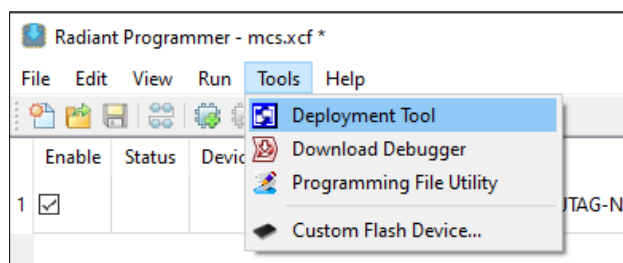 Radiant Programmer - mcs.xcf *
File Edit View Run Tools Help
Deployment Tool
Download Debugger
Programming File Utility
Custom Flash Device...
Enable Status
1